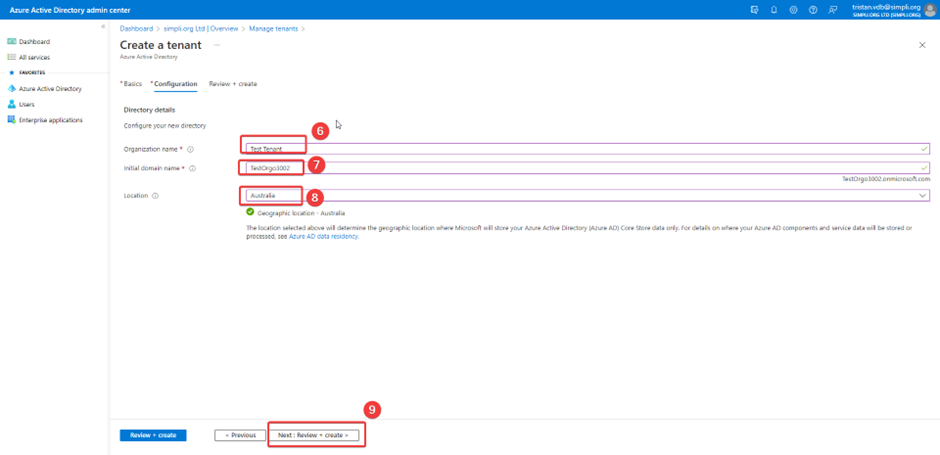 Azure Active Directory admin center
tristan.vdb@simpli.org
SIMPLI.ORG LTD (SIMPLI.ORG)
Dashboard
All services
FAVORITES
Azure Active Directory
Users
Enterprise applications
Dashboard > simpli.org Ltd | Overview > Manage tenants >
Create a tenant ...
Azure Active Directory
* Basics * Configuration Review + create
Directory details
Configure your new directory
6
Organization name * Test Tenant
7
Initial domain name * TestOrgo3002
TestOrgo3002.onmicrosoft.com
8
Location Australia
Geographic location - Australia
The location selected above will determine the geographic location where Microsoft will store your Azure Active Directory (Azure AD) Core Store data only. For details on where your Azure AD components and service data will be stored or
processed, see Azure AD data residency.
9
Review + create < Previous Next : Review + create >